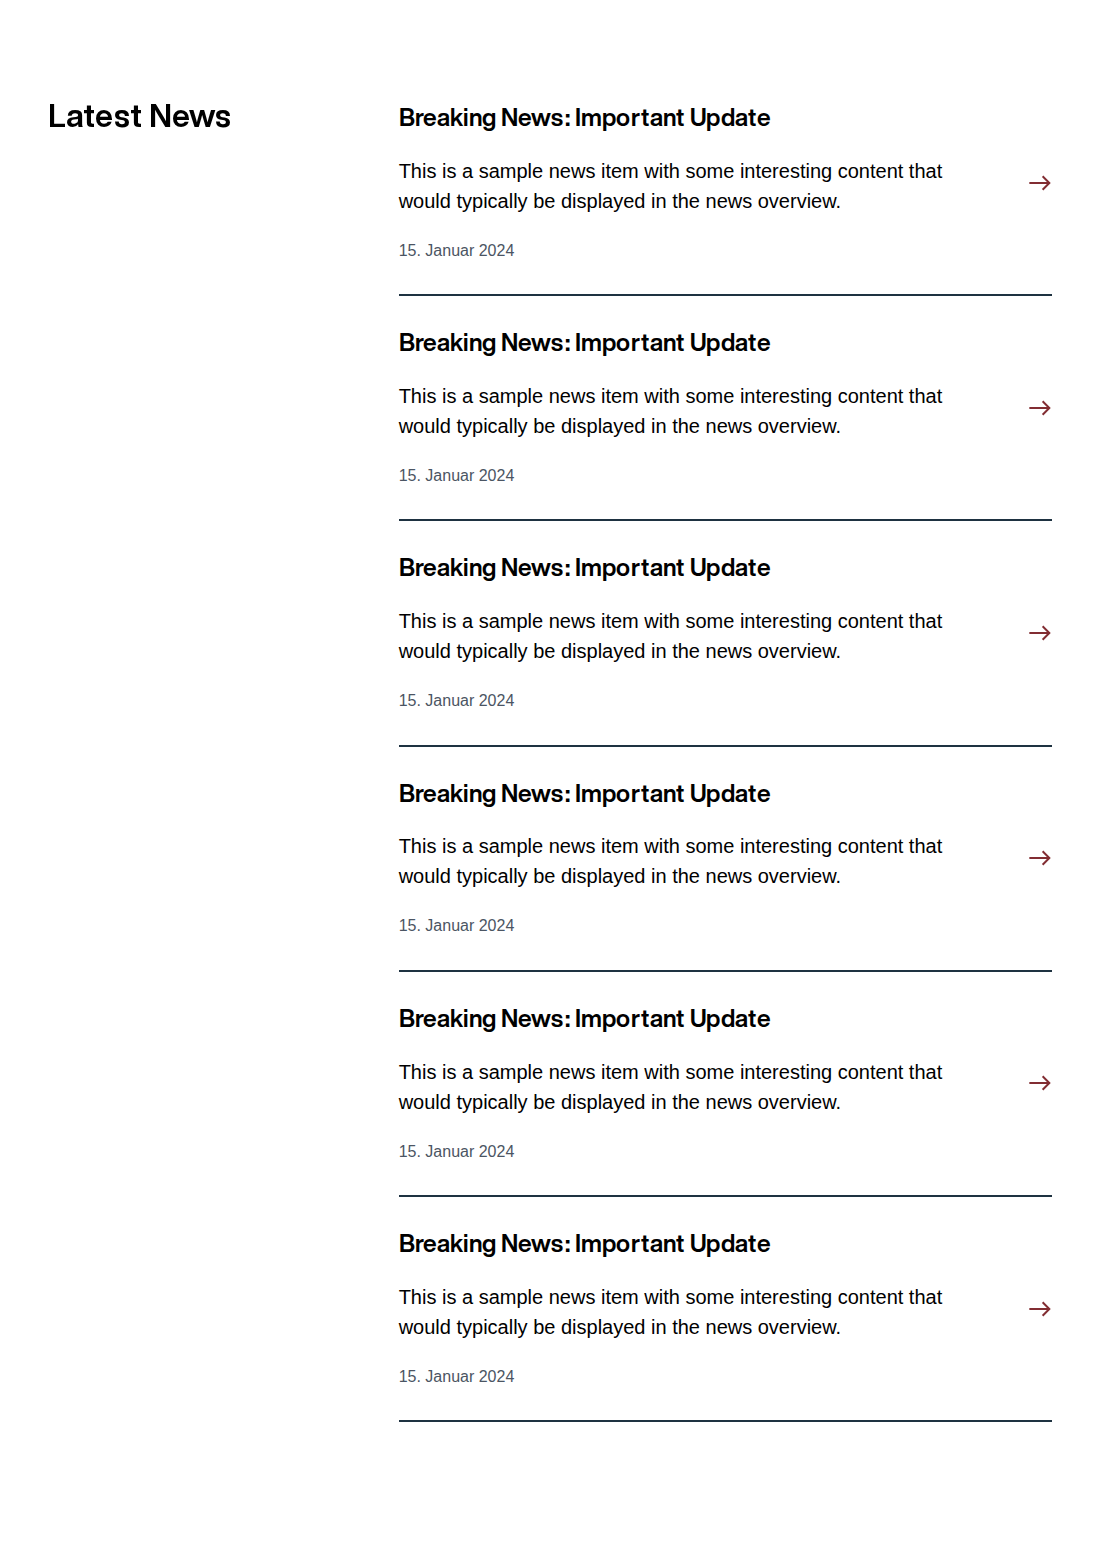 Latest News
Breaking News: Important Update
This is a sample news item with some interesting content that
would typically be displayed in the news overview.
15. Januar 2024
Breaking News: Important Update
This is a sample news item with some interesting content that
would typically be displayed in the news overview.
15. Januar 2024
Breaking News: Important Update
This is a sample news item with some interesting content that
would typically be displayed in the news overview.
15. Januar 2024
Breaking News: Important Update
This is a sample news item with some interesting content that
would typically be displayed in the news overview.
15. Januar 2024
Breaking News: Important Update
This is a sample news item with some interesting content that
would typically be displayed in the news overview.
15. Januar 2024
Breaking News: Important Update
This is a sample news item with some interesting content that
would typically be displayed in the news overview.
15. Januar 2024